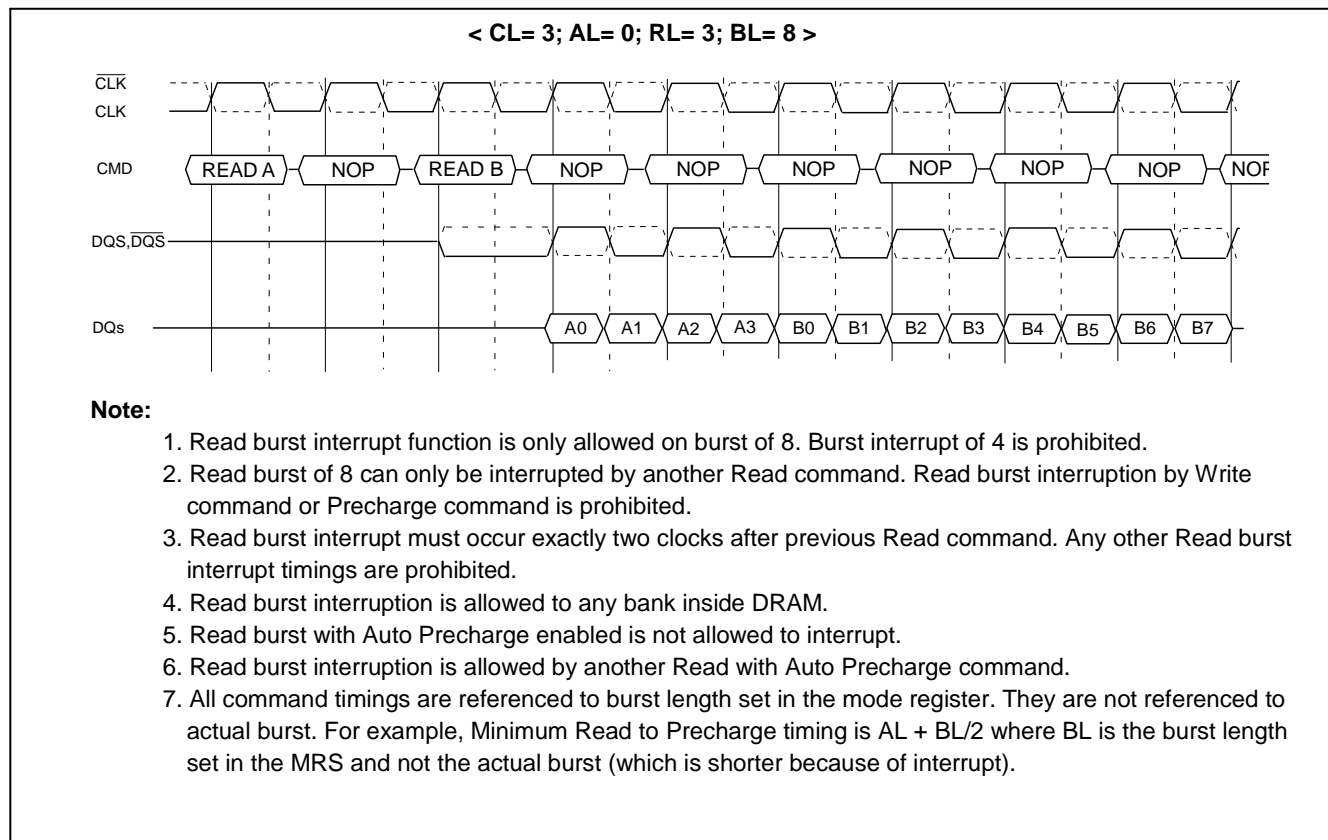 < CL= 3; AL= 0; RL= 3; BL= 8 >
CLK
CLK
CMD READ A NOP READ B NOP NOP NOP NOP NOP NOP NOP
DQS,DQS
DQs A0 A1 A2 A3 B0 B1 B2 B3 B4 B5 B6 B7
Note:
1. Read burst interrupt function is only allowed on burst of 8. Burst interrupt of 4 is prohibited.
2. Read burst of 8 can only be interrupted by another Read command. Read burst interruption by Write
command or Precharge command is prohibited.
3. Read burst interrupt must occur exactly two clocks after previous Read command. Any other Read burst
interrupt timings are prohibited.
4. Read burst interruption is allowed to any bank inside DRAM.
5. Read burst with Auto Precharge enabled is not allowed to interrupt.
6. Read burst interruption is allowed by another Read with Auto Precharge command.
7. All command timings are referenced to burst length set in the mode register. They are not referenced to
actual burst. For example, Minimum Read to Precharge timing is AL + BL/2 where BL is the burst length
set in the MRS and not the actual burst (which is shorter because of interrupt).